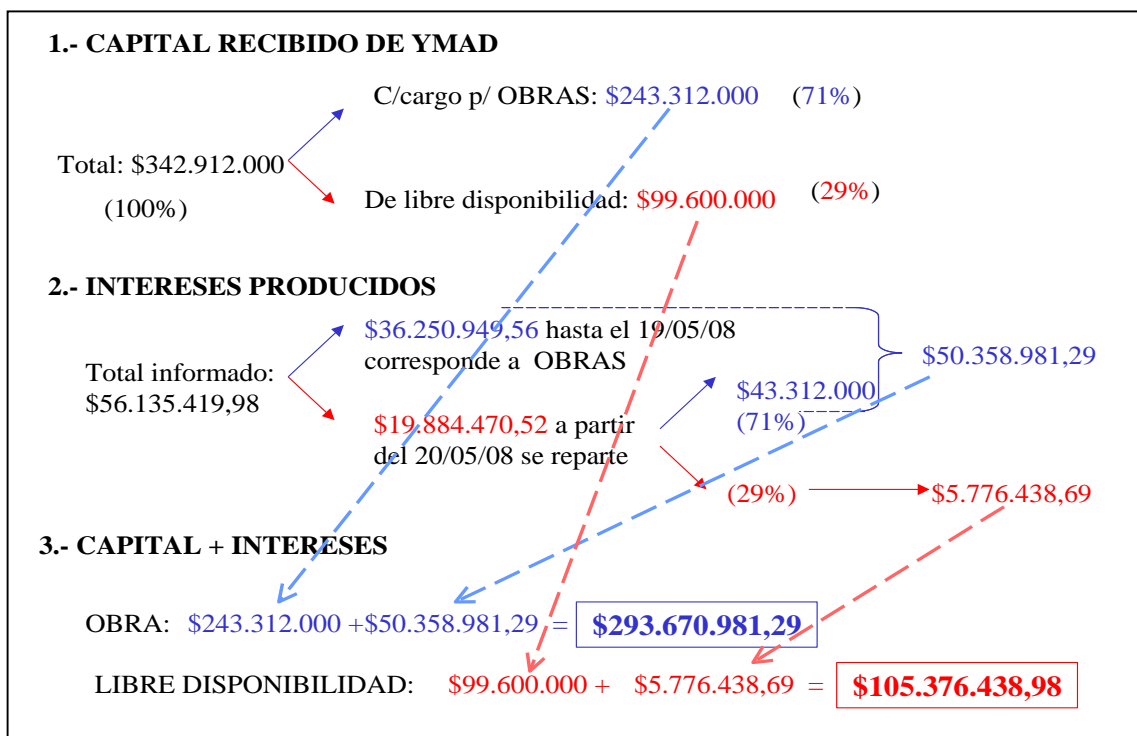 1.- CAPITAL RECIBIDO DE YMAD
C/cargo p/ OBRAS: $243.312.000 (71%)
Total: $342.912.000
(100%)
De libre disponibilidad: $99.600.000 (29%)
2.- INTERESES PRODUCIDOS
$36.250.949,56 hasta el 19/05/08
corresponde a OBRAS
$50.358.981,29
Total informado:
$56.135.419,98
$43.312.000
(71%)
$19.884.470,52 a partir
del 20/05/08 se reparte
(29%)
$5.776.438,69
3.- CAPITAL + INTERESES
OBRA: $243.312.000 +$50.358.981,29 = $293.670.981,29
LIBRE DISPONIBILIDAD: $99.600.000 + $5.776.438,69 = $105.376.438,98